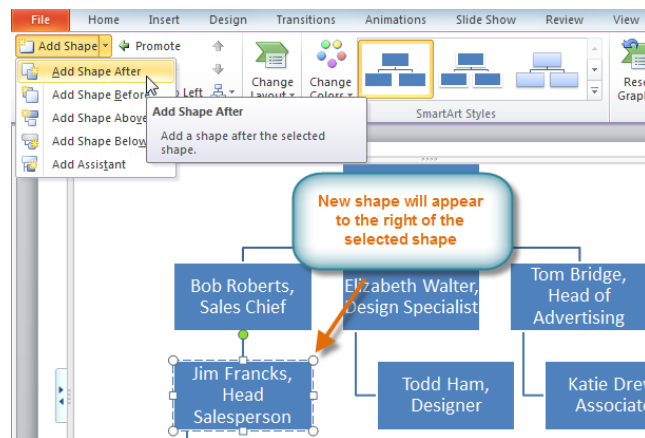 File Home Insert Design Transitions Animations Slide Show Review View
Add Shape Promote
Add Shape After
Add Shape Before Left
Add Shape Above
Add Shape Below
Add Assistant
Change Layout
Change Colors
Reset Graph
SmartArt Styles
Add Shape After
Add a shape after the selected
shape.
New shape will appear
to the right of the
selected shape
Bob Roberts,
Sales Chief
Elizabeth Walter,
Design Specialist
Tom Bridge,
Head of
Advertising
Jim Francks,
Head
Salesperson
Todd Ham,
Designer
Katie Drew
Associate